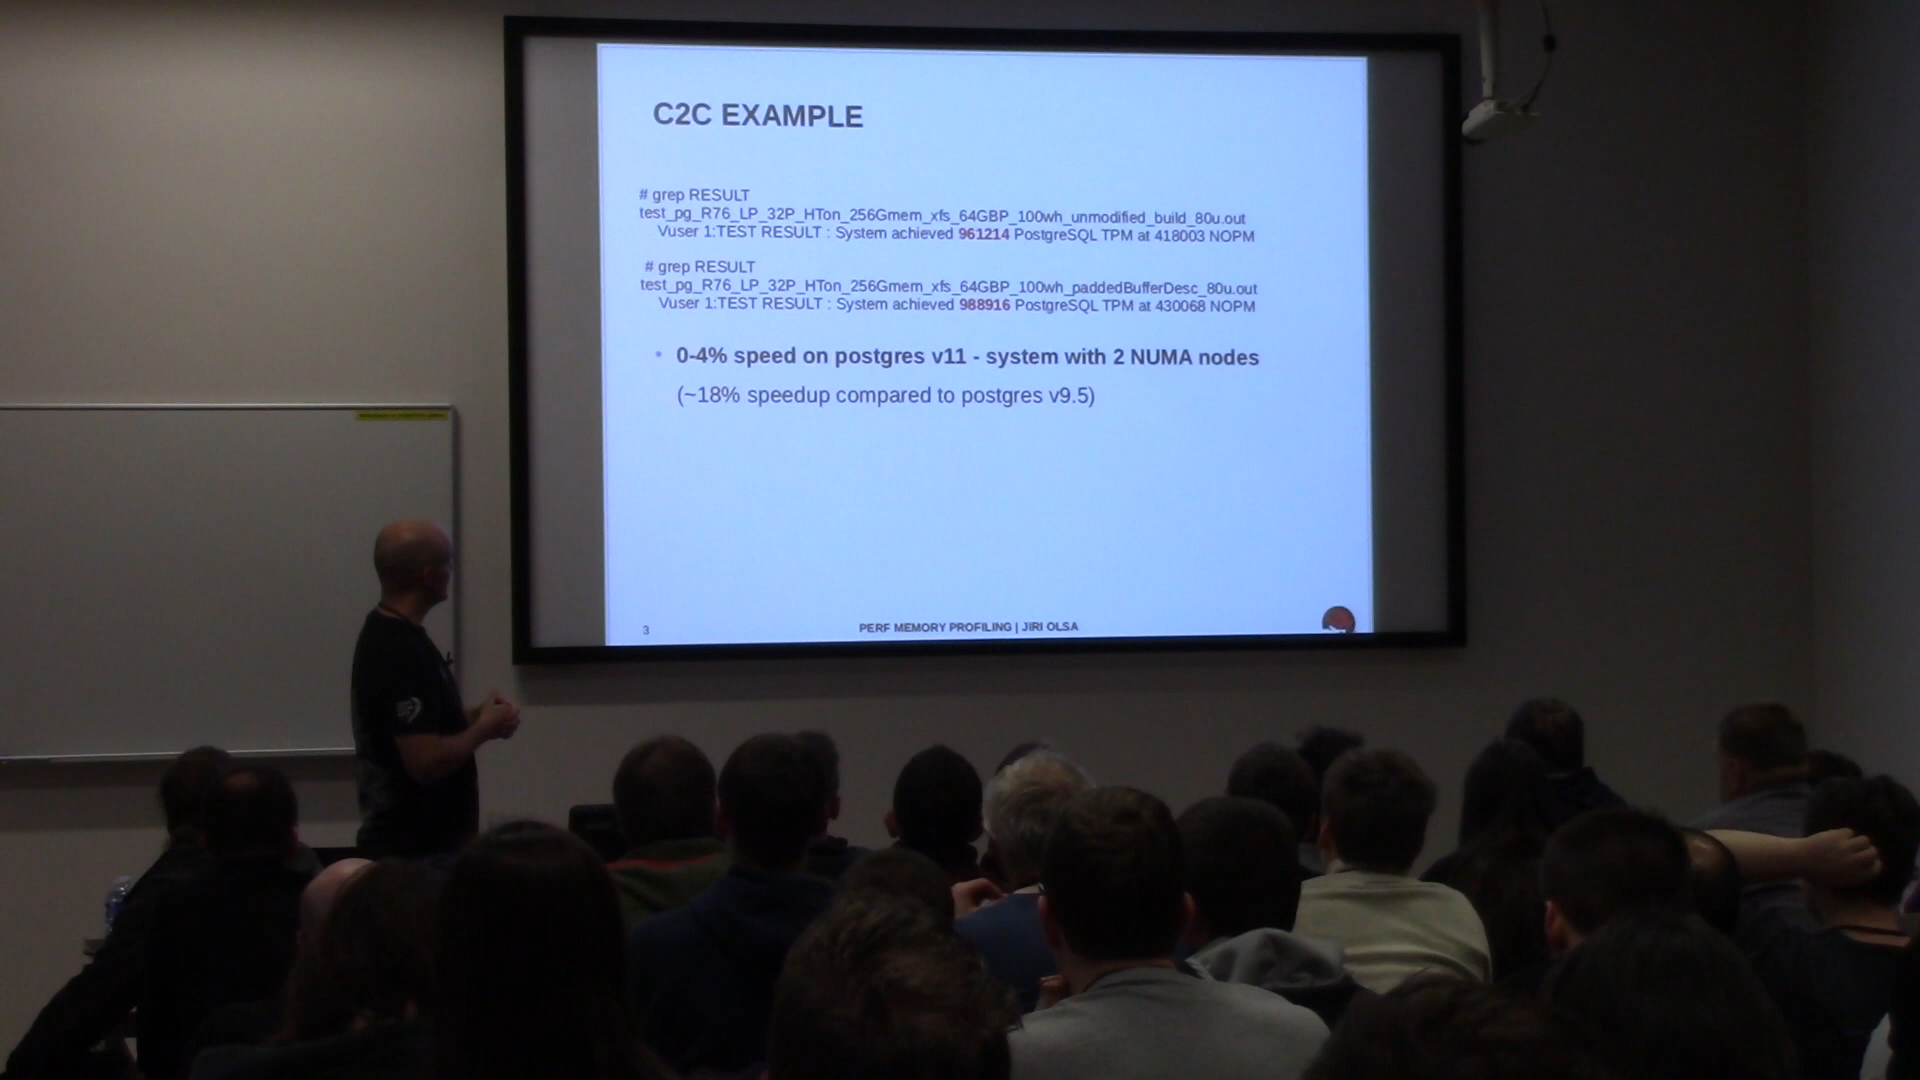 C2C EXAMPLE
# grep RESULT
test_pg_R76_LP_32P_HTon_256Gmem_xfs_64GBP_100wh_unmodified_build_80u.out
Vuser 1:TEST RESULT : System achieved 961214 PostgreSQL TPM at 418003 NOPM
# grep RESULT
test_pg_R76_LP_32P_HTon_256Gmem_xfs_64GBP_100wh_paddedBufferDesc_80u.out
Vuser 1:TEST RESULT : System achieved 988916 PostgreSQL TPM at 430068 NOPM
• 0-4% speed on postgres v11 - system with 2 NUMA nodes
(~18% speedup compared to postgres v9.5)
3
PERF MEMORY PROFILING | JIRI OLSA